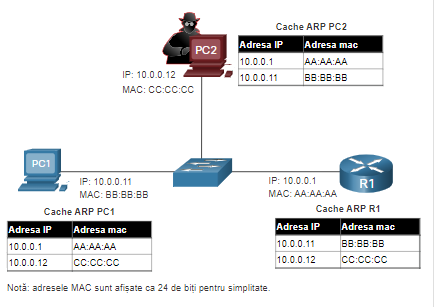 Cache ARP PC2
Adresa IP Adresa mac
10.0.0.1 AA:AA:AA
10.0.0.11 BB:BB:BB
PC2
IP: 10.0.0.12
MAC: CC:CC:CC
PC1
IP: 10.0.0.11
MAC: BB:BB:BB
IP: 10.0.0.1
MAC: AA:AA:AA
R1
Cache ARP PC1
Adresa IP Adresa mac
10.0.0.1 AA:AA:AA
10.0.0.12 CC:CC:CC
Cache ARP R1
Adresa IP Adresa mac
10.0.0.11 BB:BB:BB
10.0.0.12 CC:CC:CC
Notă: adresele MAC sunt afișate ca 24 de biți pentru simplitate.